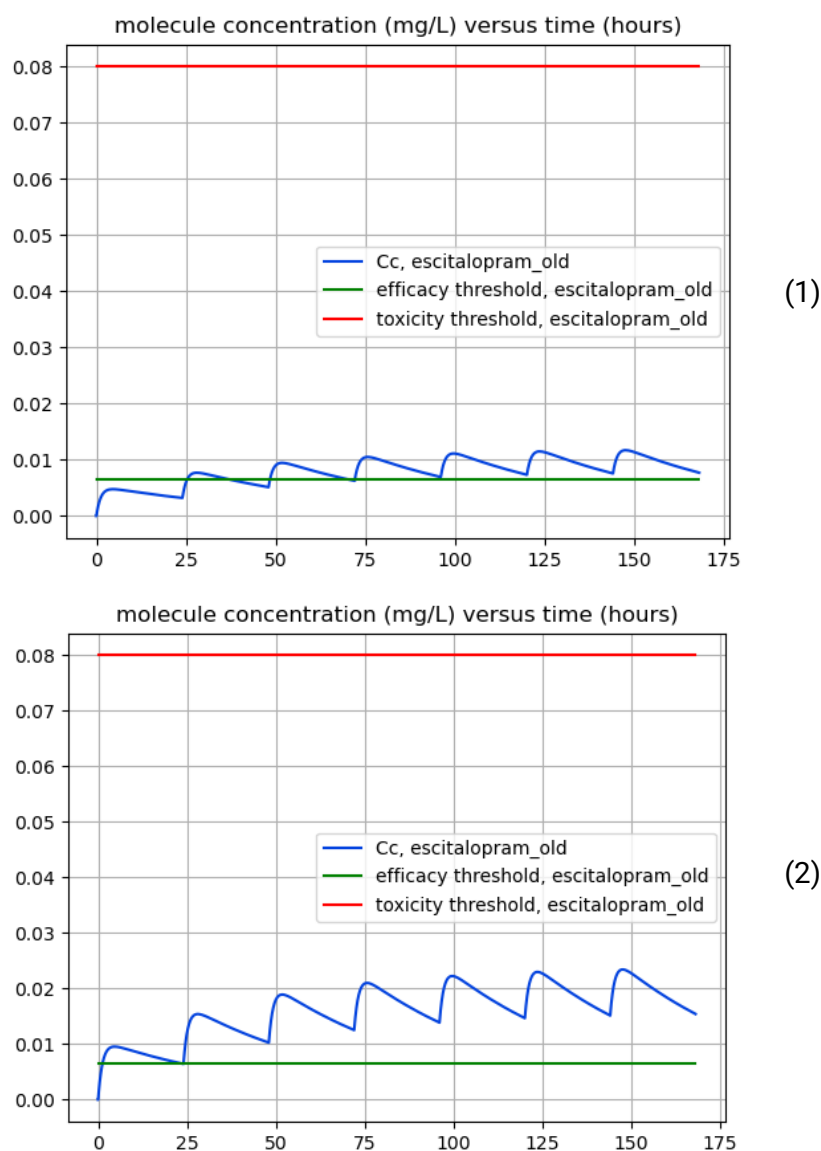 molecule concentration (mg/L) versus time (hours)
0.08
0.07
0.06
0.05
0.04
0.03
0.02
0.01
0.00
Cc, escitalopram_old
efficacy threshold, escitalopram_old
toxicity threshold, escitalopram_old
(1)
0 25 50 75 100 125 150 175
molecule concentration (mg/L) versus time (hours)
0.08
0.07
0.06
0.05
0.04
0.03
0.02
0.01
0.00
Cc, escitalopram_old
efficacy threshold, escitalopram_old
toxicity threshold, escitalopram_old
(2)
0 25 50 75 100 125 150 175